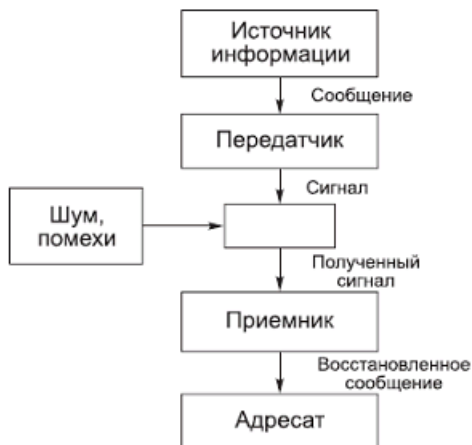 Источник
информации
Сообщение
Передатчик
Сигнал
Шум,
помехи
Полученный
сигнал
Приемник
Восстановленное
сообщение
Адресат